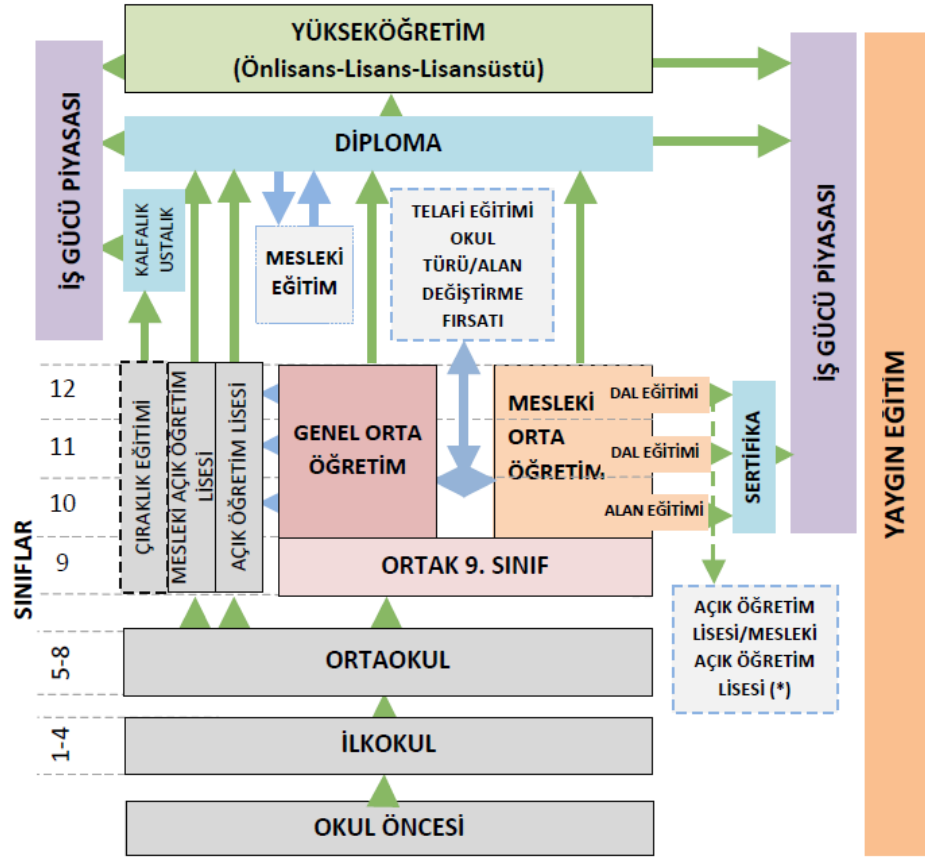 YÜKSEKÖĞRETİM
(Önlisans-Lisans-Lisansüstü)
İŞ GÜCÜ PİYASASI
DİPLOMA
KALFALIK
USTALIK
MESLEKİ
EĞİTİM
TELAFİ EĞİTİMİ
OKUL
TÜRÜ/ALAN
DEĞİŞTİRME
FIRSATI
İŞ GÜCÜ PİYASASI
YAYGIN EĞİTİM
SINIFLAR
12
11
10
9
5-8
1-4
ÇIRAKLIK EĞİTİMİ
MESLEKİ AÇIK ÖĞRETİM
LİSESİ
AÇIK ÖĞRETİM LİSESİ
GENEL ORTA
ÖĞRETİM
MESLEKİ
ORTA
ÖĞRETİM
DAL EĞİTİMİ
DAL EĞİTİMİ
ALAN EĞİTİMİ
SERTİFİKA
ORTAK 9. SINIF
AÇIK ÖĞRETİM
LİSESİ/MESLEKİ
AÇIK ÖĞRETİM
LİSESİ (*)
ORTAOKUL
İLKOKUL
OKUL ÖNCESİ